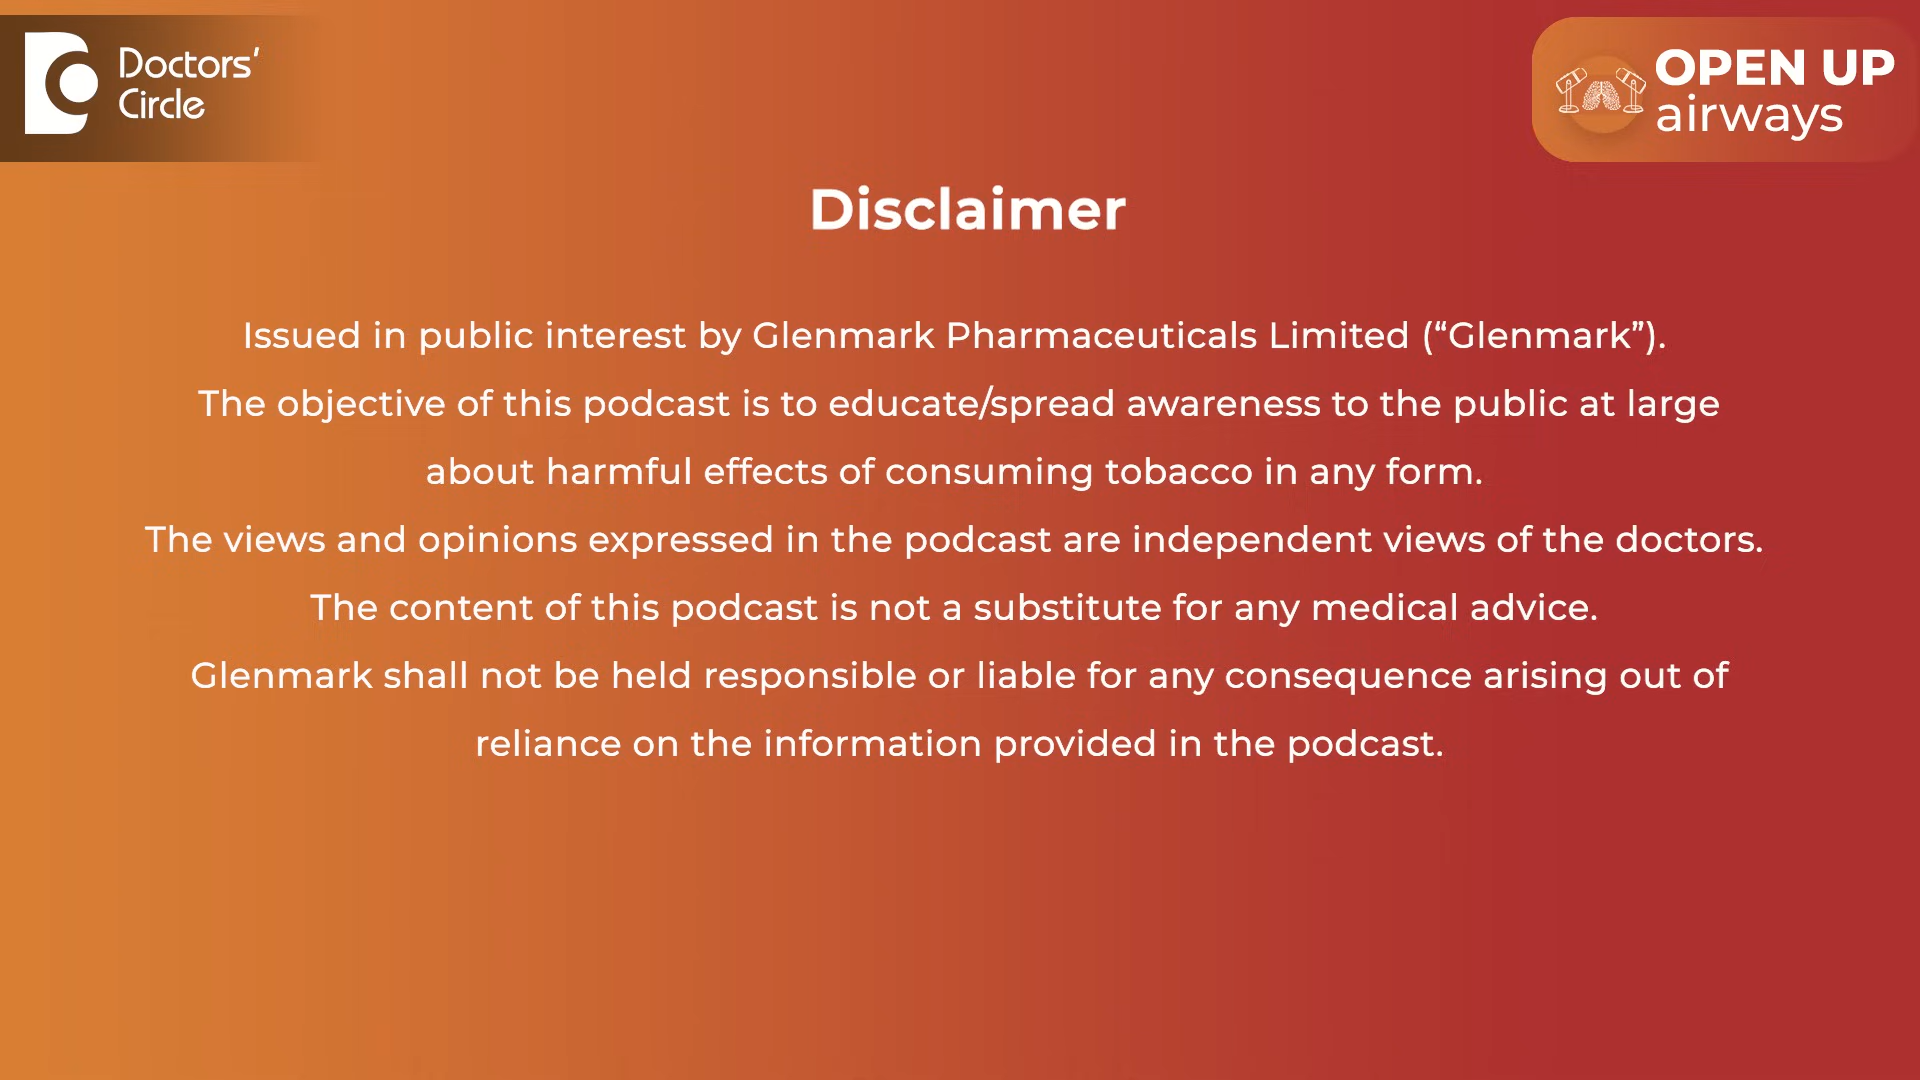 Doctors'
Circle
OPEN UP
airways
Disclaimer
Issued in public interest by Glenmark Pharmaceuticals Limited (“Glenmark”).
The objective of this podcast is to educate/spread awareness to the public at large
about harmful effects of consuming tobacco in any form.
The views and opinions expressed in the podcast are independent views of the doctors.
The content of this podcast is not a substitute for any medical advice.
Glenmark shall not be held responsible or liable for any consequence arising out of
reliance on the information provided in the podcast.